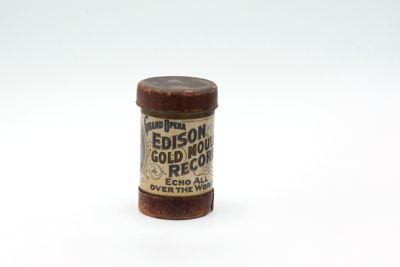 GRAND OPERA
EDISON
GOLD MOUL
RECOR
ECHO ALL
OVER THE WOR